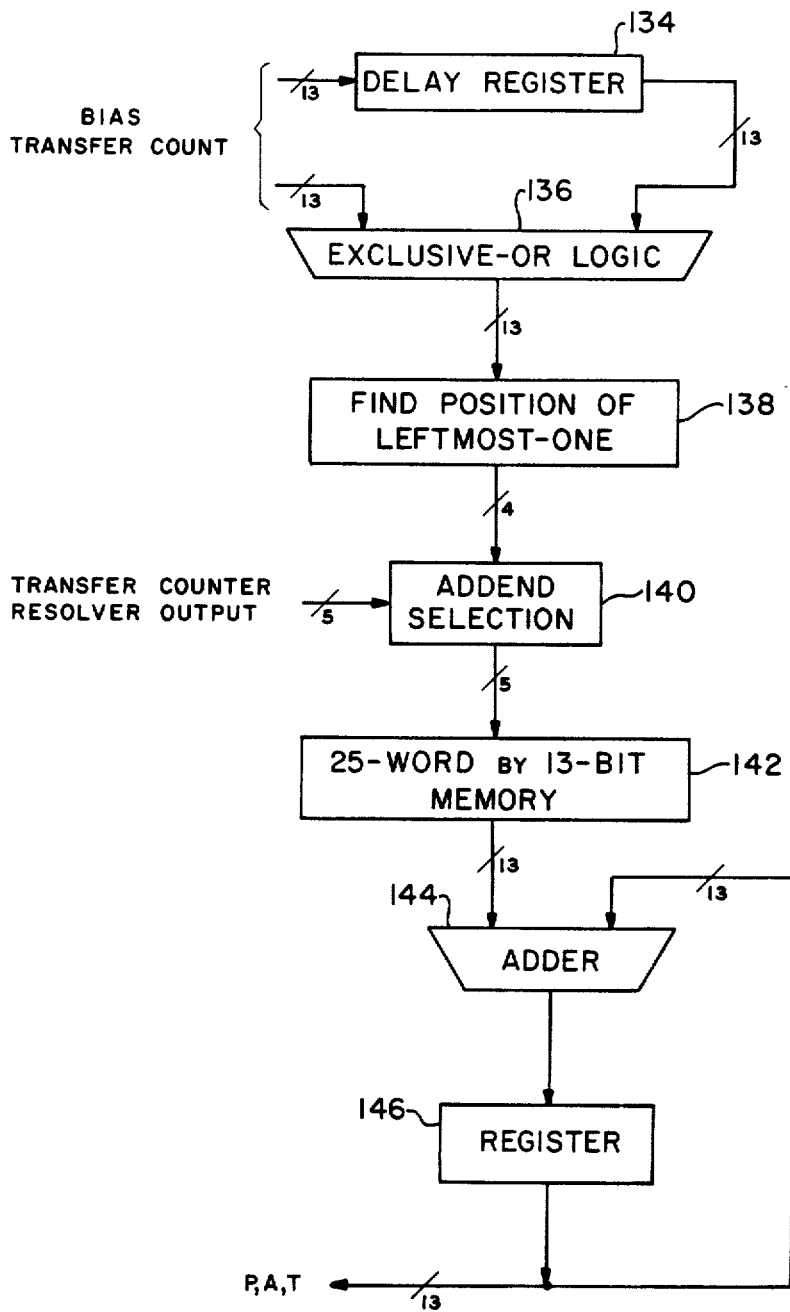 134
DELAY REGISTER
13
BIAS
TRANSFER COUNT
13
13
136
EXCLUSIVE-OR LOGIC
13
FIND POSITION OF
LEFTMOST-ONE
138
4
TRANSFER COUNTER
RESOLVER OUTPUT
5
ADDEND
SELECTION
140
5
25-WORD BY 13-BIT
MEMORY
142
13
13
144
ADDER
146
REGISTER
P,A,T
13